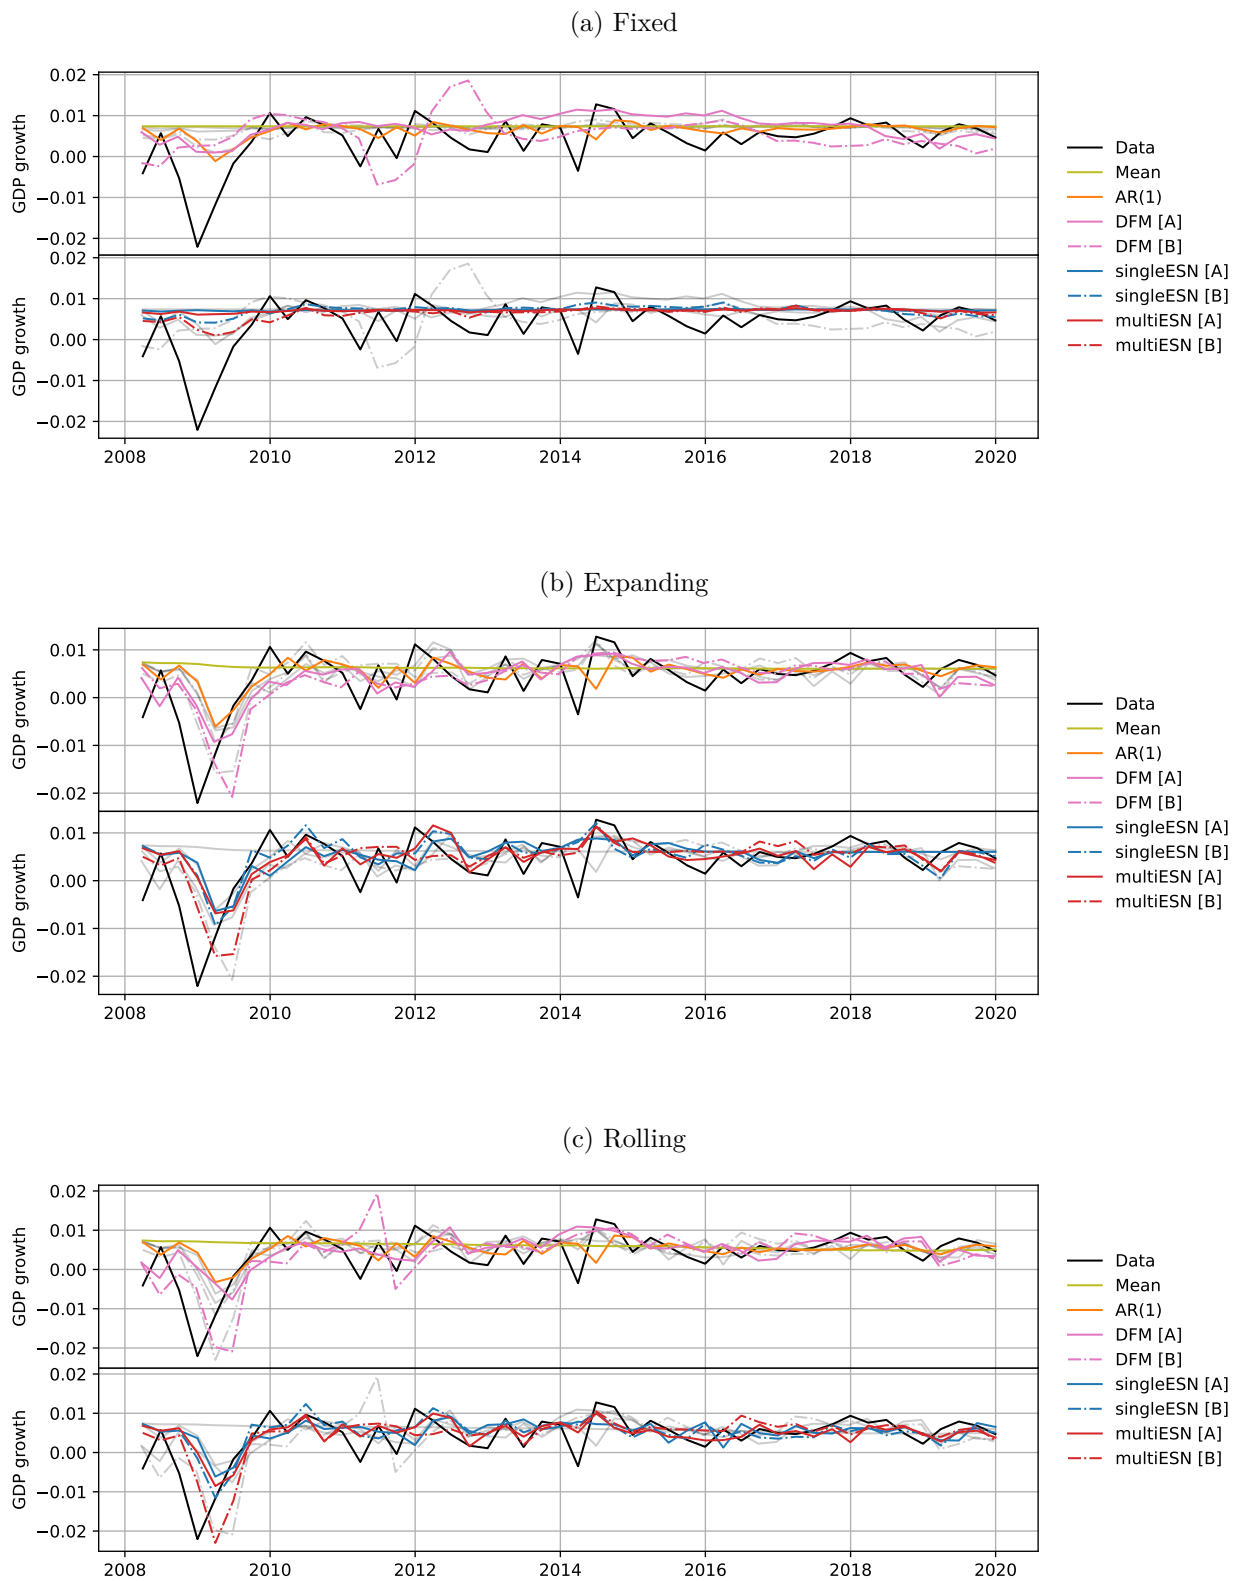 (a) Fixed
0.02
0.01
0.00
−0.01
−0.02
GDP growth
0.02
0.01
0.00
−0.01
−0.02
GDP growth
2008 2010 2012 2014 2016 2018 2020
Data
Mean
AR(1)
DFM [A]
DFM [B]
singleESN [A]
singleESN [B]
multiESN [A]
multiESN [B]
(b) Expanding
0.01
0.00
−0.01
−0.02
GDP growth
0.01
0.00
−0.01
−0.02
GDP growth
2008 2010 2012 2014 2016 2018 2020
Data
Mean
AR(1)
DFM [A]
DFM [B]
singleESN [A]
singleESN [B]
multiESN [A]
multiESN [B]
(c) Rolling
0.02
0.01
0.00
−0.01
−0.02
GDP growth
0.02
0.01
0.00
−0.01
−0.02
GDP growth
2008 2010 2012 2014 2016 2018 2020
Data
Mean
AR(1)
DFM [A]
DFM [B]
singleESN [A]
singleESN [B]
multiESN [A]
multiESN [B]